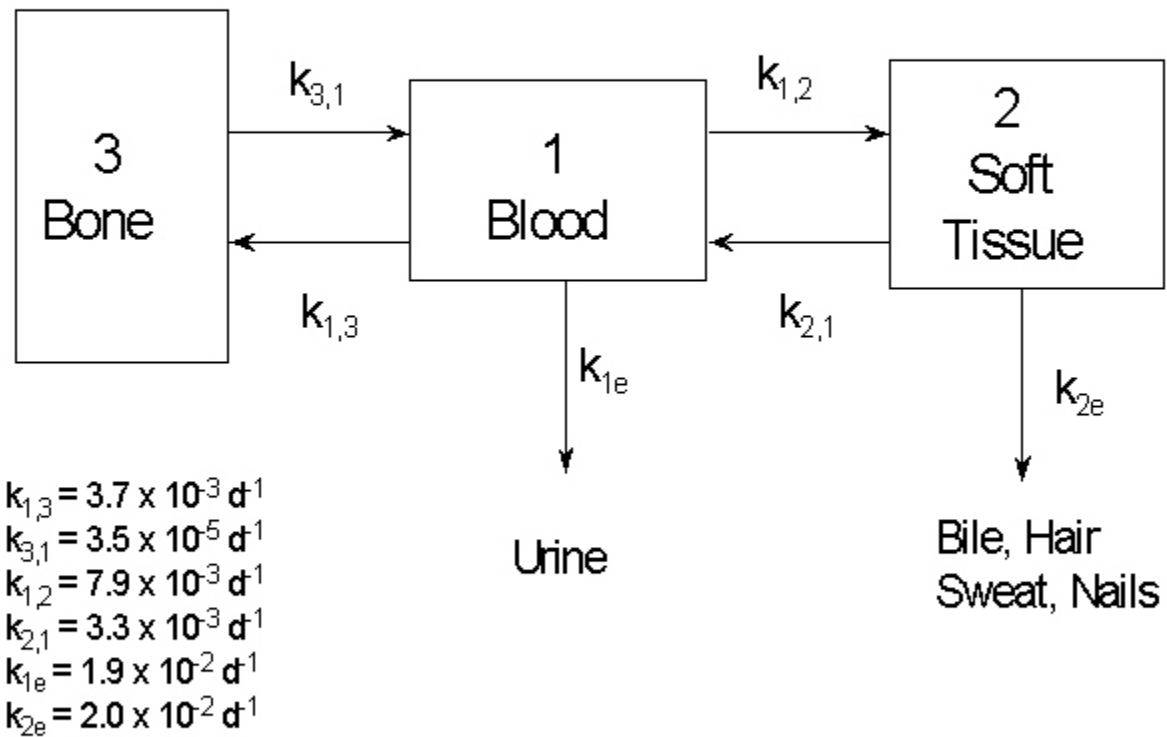 3
Bone
k3,1
k1,3
1
Blood
k1,2
k2,1
2
Soft
Tissue
k1e
k2e
Urine
Bile, Hair
Sweat, Nails
k1,3 = 3.7 x 10-3 d-1
k3,1 = 3.5 x 10-5 d-1
k1,2 = 7.9 x 10-3 d-1
k2,1 = 3.3 x 10-3 d-1
k1e = 1.9 x 10-2 d-1
k2e = 2.0 x 10-2 d-1